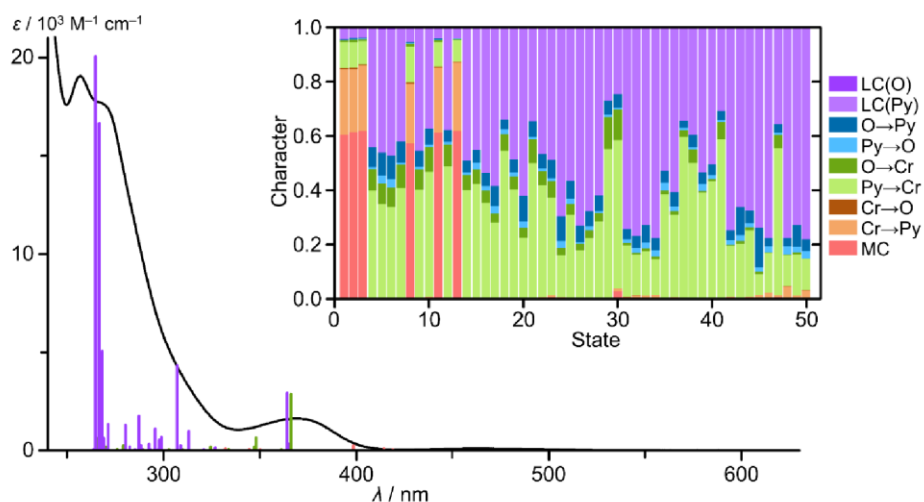 ε / 10³ M⁻¹ cm⁻¹
20
10
0
300
400
500
600
λ / nm
Character
1.0
0.8
0.6
0.4
0.2
0.0
0
10
20
30
40
50
State
LC(O)
LC(Py)
O→Py
Py→O
O→Cr
Py→Cr
Cr→O
Cr→Py
MC